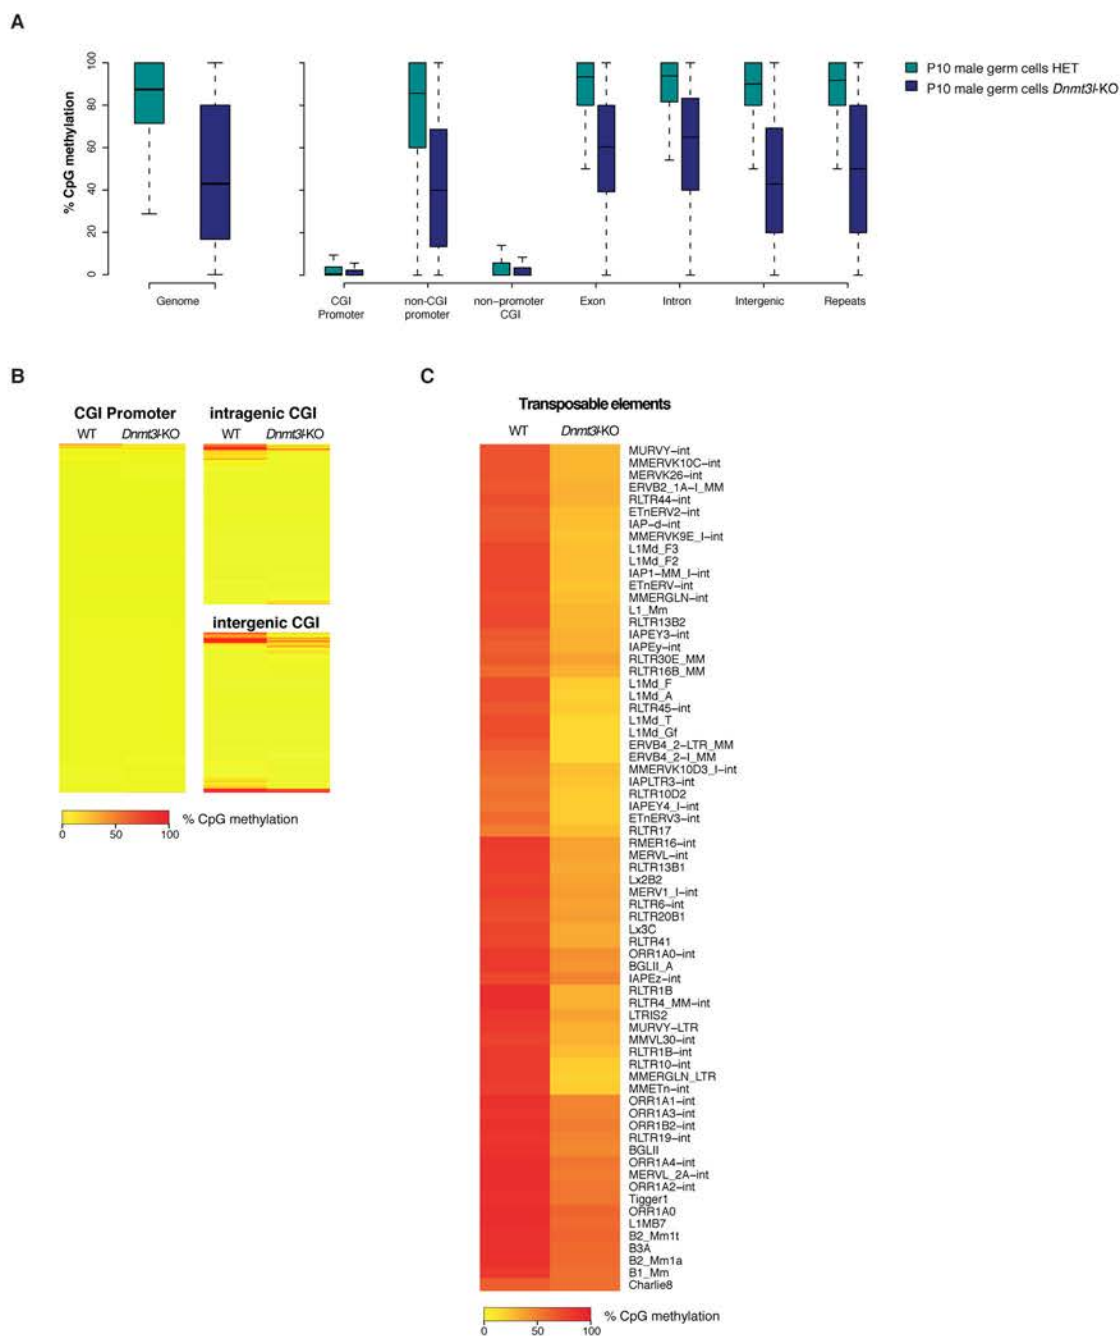 A
% CpG methylation
100
80
60
40
20
0
Genome
CGI
Promoter
non-CGI
promoter
non-promoter
CGI
Exon
Intron
Intergenic
Repeats
P10 male germ cells HET
P10 male germ cells Dnmt3l-KO
B
CGI Promoter
WT Dnmt3l-KO
intragenic CGI
WT Dnmt3l-KO
intergenic CGI
% CpG methylation
0 50 100
C
Transposable elements
WT Dnmt3l-KO
MURVY-int
MMERVK10C-int
MERVK26-int
ERVB2_1A-I_MM
RLTR44-int
ETnERV2-int
IAP-d-int
MMERVK9E_I-int
L1Md_F3
L1Md_F2
IAP1-MM_I-int
ETnERV-int
MMERGLN-int
L1_Mm
RLTR13B2
IAPEY3-int
IAPEy-int
RLTR30E_MM
RLTR16B_MM
L1Md_F
L1Md_A
RLTR45-int
L1Md_T
L1Md_Gf
ERVB4_2-LTR_MM
ERVB4_2-I_MM
MMERVK10D3_I-int
IAPLTR3-int
RLTR10D2
IAPEY4_I-int
ETnERV3-int
RLTR17
RMER16-int
MERVL-int
RLTR13B1
Lx2B2
MERV1_I-int
RLTR6-int
RLTR20B1
Lx3C
RLTR41
ORR1A0-int
BGLII_A
IAPEz-int
RLTR1B
RLTR4_MM-int
LTRIS2
MURVY-LTR
MMVL30-int
RLTR1B-int
RLTR10-int
MMERGLN_LTR
MMETn-int
ORR1A1-int
ORR1A3-int
ORR1B2-int
RLTR19-int
BGLII
ORR1A4-int
MERVL_2A-int
ORR1A2-int
Tigger1
ORR1A0
L1MB7
B2_Mm1t
B3A
B2_Mm1a
B1_Mm
Charlie8
% CpG methylation
0 50 100